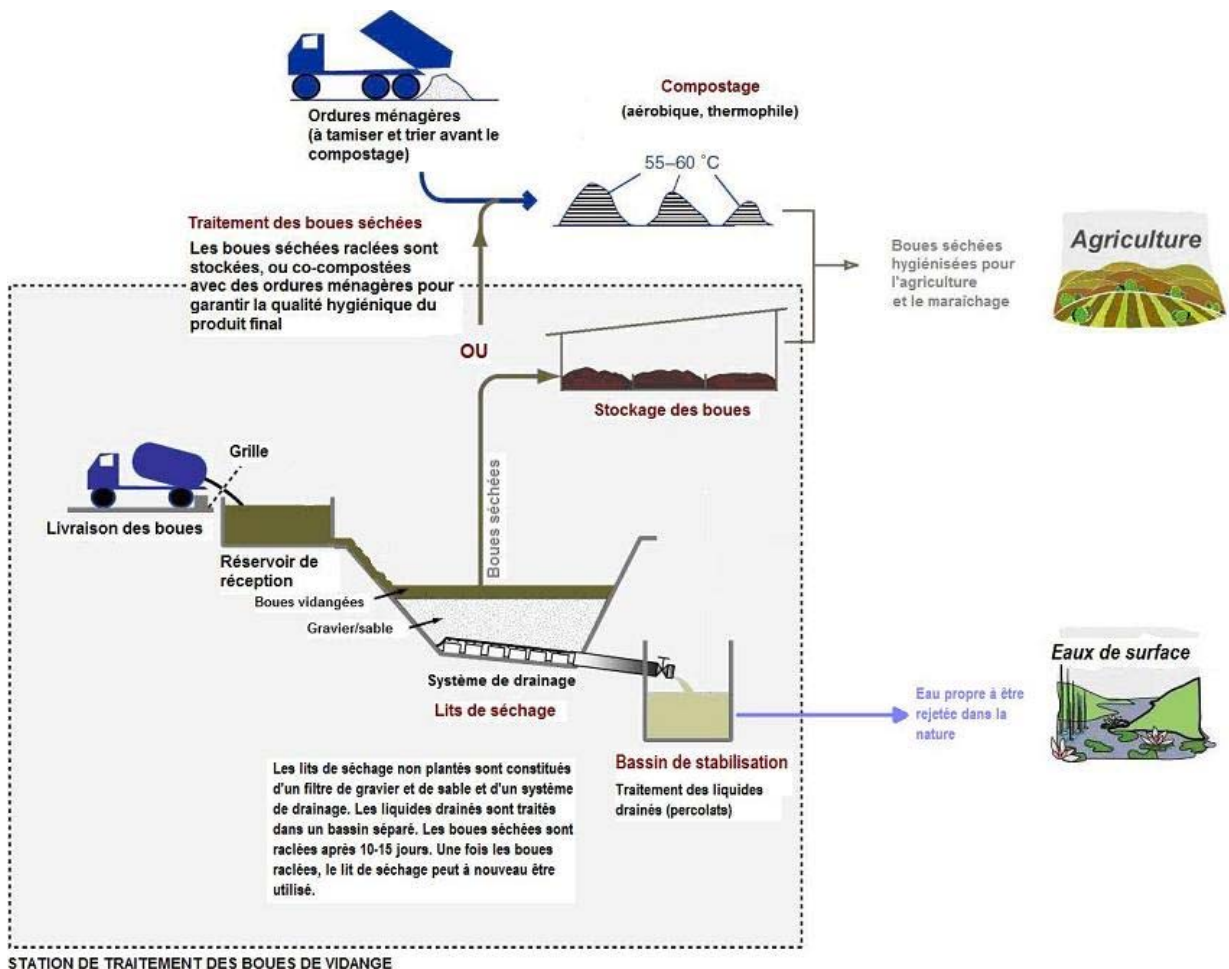 Ordures ménagères
(à tamiser et trier avant le
compostage)
Compostage
(aérobique, thermophile)
55–60 °C
Traitement des boues séchées
Les boues séchées raclées sont
stockées, ou co-compostées
avec des ordures ménagères pour
garantir la qualité hygiénique du
produit final
OU
Boues séchées
hygiénisées pour
l'agriculture
et le maraîchage
Agriculture
Stockage des boues
Grille
Livraison des boues
Boues séchées
Réservoir de
réception
Boues vidangées
Gravier/sable
Système de drainage
Lits de séchage
Eaux de surface
Eau propre à être
rejetée dans la
nature
Bassin de stabilisation
Traitement des liquides
drainés (percolats)
Les lits de séchage non plantés sont constitués
d'un filtre de gravier et de sable et d'un système
de drainage. Les liquides drainés sont traités
dans un bassin séparé. Les boues séchées sont
raclées après 10-15 jours. Une fois les boues
raclées, le lit de séchage peut à nouveau être
utilisé.
STATION DE TRAITEMENT DES BOUES DE VIDANGE